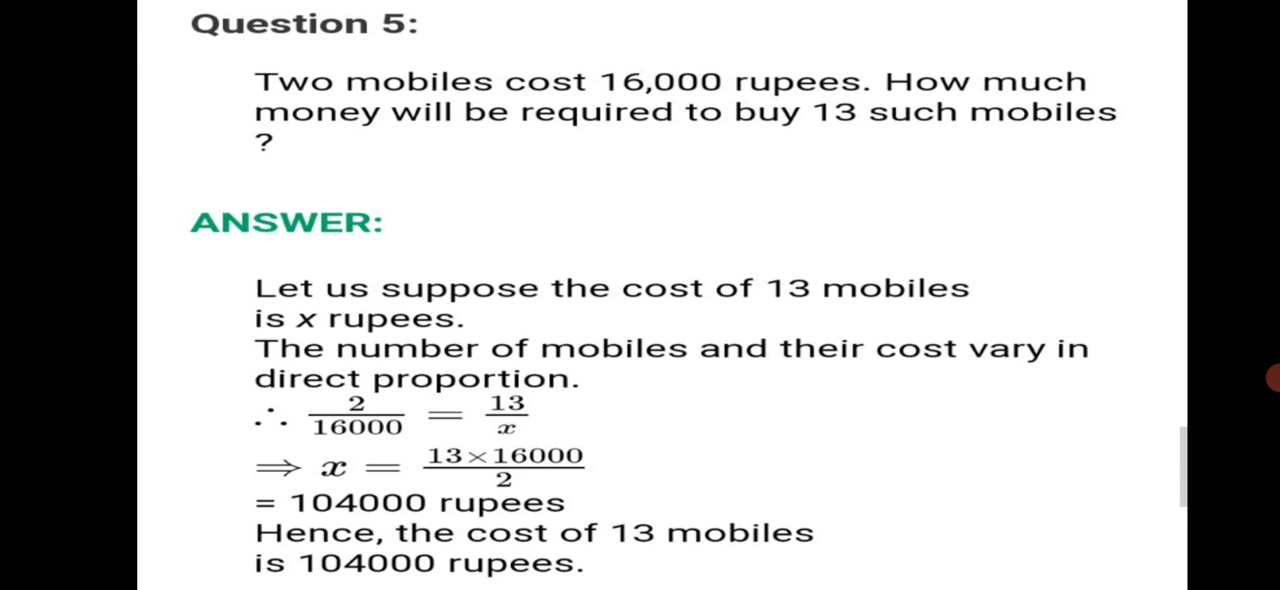 Question 5:
Two mobiles cost 16,000 rupees. How much
money will be required to buy 13 such mobiles
?
ANSWER:
Let us suppose the cost of 13 mobiles
is x rupees.
The number of mobiles and their cost vary in
direct proportion.
∴ 2/16000 = 13/x
⟹ x = 13×16000/2
= 104000 rupees
Hence, the cost of 13 mobiles
is 104000 rupees.